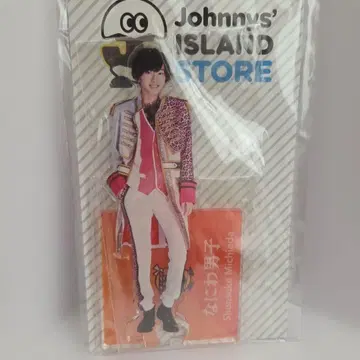 Johnnys'
ISLAND
STORE
なにわ男子
Shunsuke Michieda